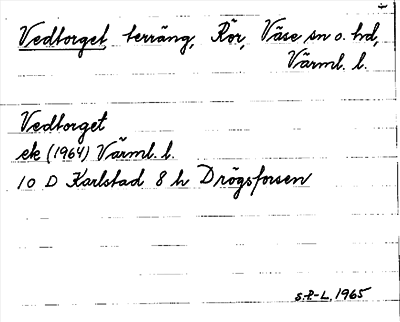 Vedtorget, terräng, Rör, Väse sn o. hd,
Värml. l.
Vedtorget
ek (1964) Värml. l.
10 D Karlstad 8 h Drögsforsen
S.P-L. 1965